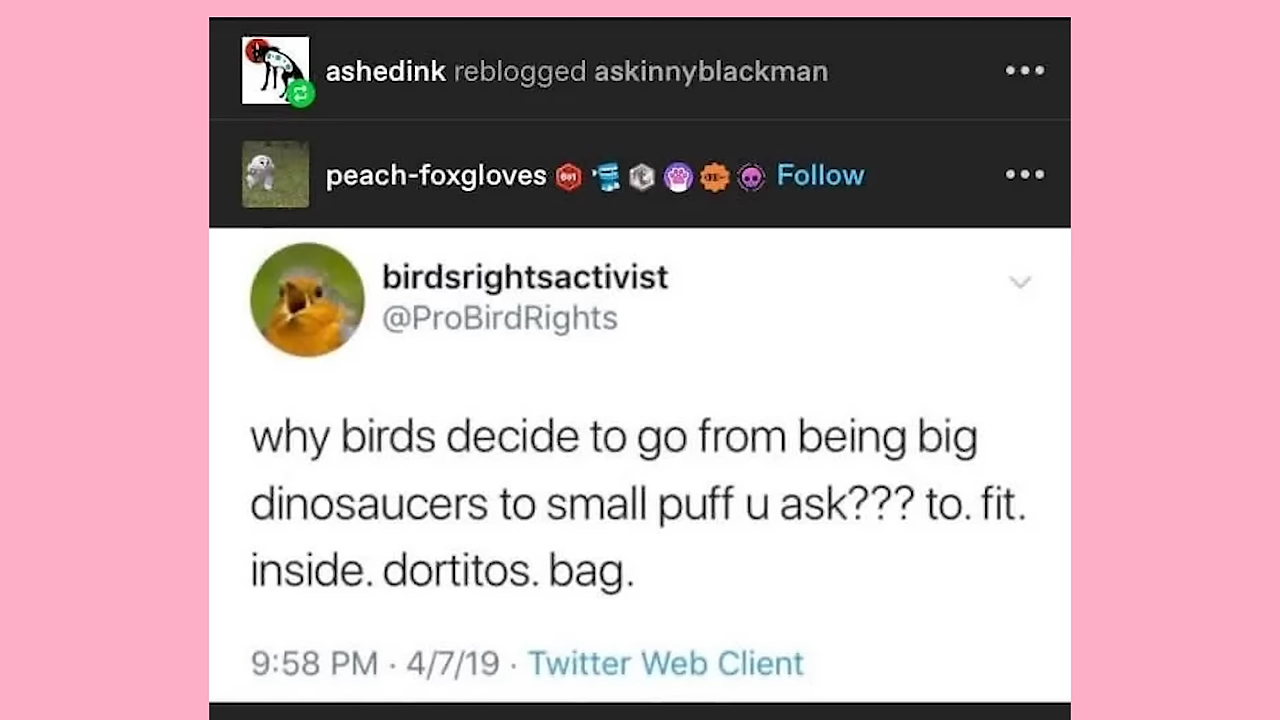 ashedink reblogged askinnyblackman
peach-foxgloves Follow
birdsrightsactivist
@ProBirdRights
why birds decide to go from being big
dinosaucers to small puff u ask??? to. fit.
inside. dortitos. bag.
9:58 PM · 4/7/19 · Twitter Web Client